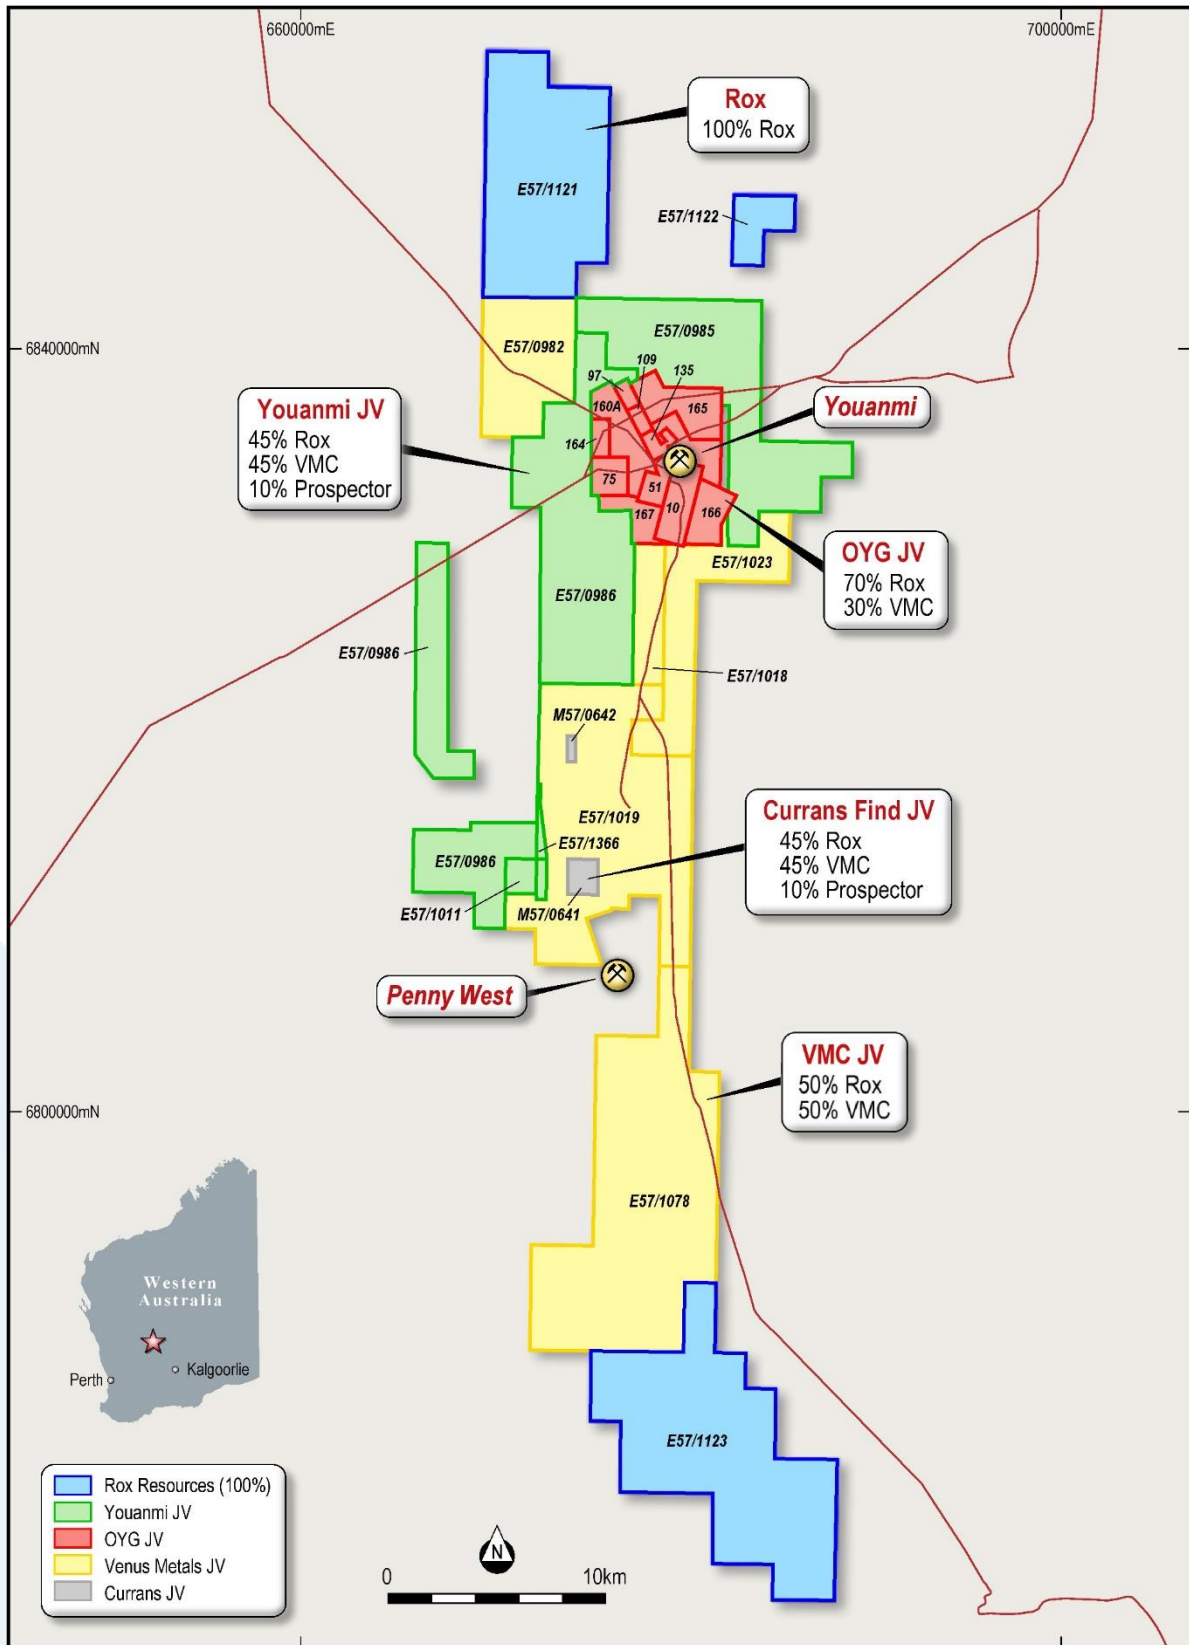 660000mE
700000mE
Rox
100% Rox
E57/1121
E57/1122
E57/0985
6840000mN
E57/0982
109
97
135
160A
165
Youanmi
Youanmi JV
45% Rox
45% VMC
10% Prospector
164
75
51
10
166
167
OYG JV
70% Rox
30% VMC
E57/1023
E57/0986
E57/0986
E57/1018
M57/0642
E57/1019
Currans Find JV
45% Rox
45% VMC
10% Prospector
E57/1366
E57/0986
E57/1011
M57/0641
Penny West
VMC JV
50% Rox
50% VMC
6800000mN
E57/1078
Western
Australia
Kalgoorlie
Perth
E57/1123
Rox Resources (100%)
Youanmi JV
OYG JV
Venus Metals JV
Currans JV
N
0 10km